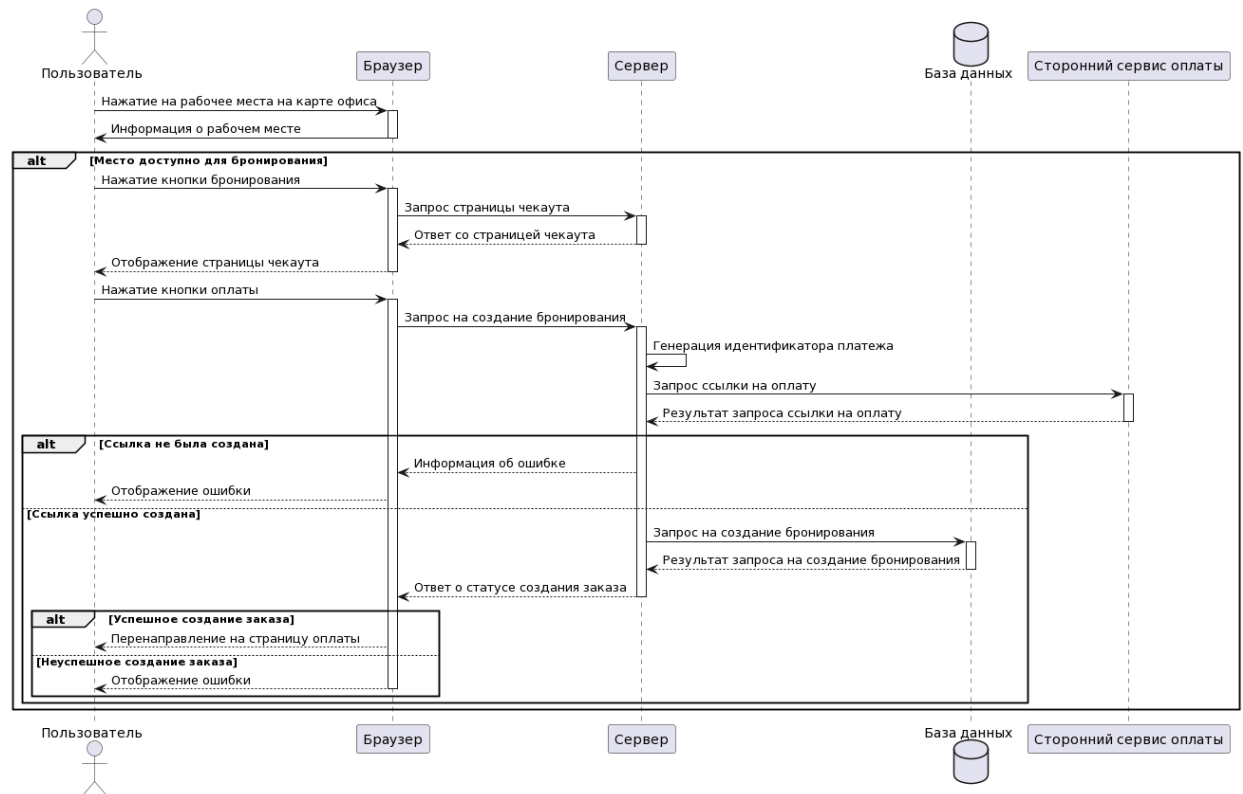 Пользователь
Браузер
Сервер
База данных
Сторонний сервис оплаты
Нажатие на рабочее места на карте офиса
Информация о рабочем месте
alt [Место доступно для бронирования]
Нажатие кнопки бронирования
Запрос страницы чекаута
Ответ со страницей чекаута
Отображение страницы чекаута
Нажатие кнопки оплаты
Запрос на создание бронирования
Генерация идентификатора платежа
Запрос ссылки на оплату
Результат запроса ссылки на оплату
alt [Ссылка не была создана]
Информация об ошибке
Отображение ошибки
[Ссылка успешно создана]
Запрос на создание бронирования
Результат запроса на создание бронирования
Ответ о статусе создания заказа
alt [Успешное создание заказа]
Перенаправление на страницу оплаты
[Неуспешное создание заказа]
Отображение ошибки
Пользователь
Браузер
Сервер
База данных
Сторонний сервис оплаты